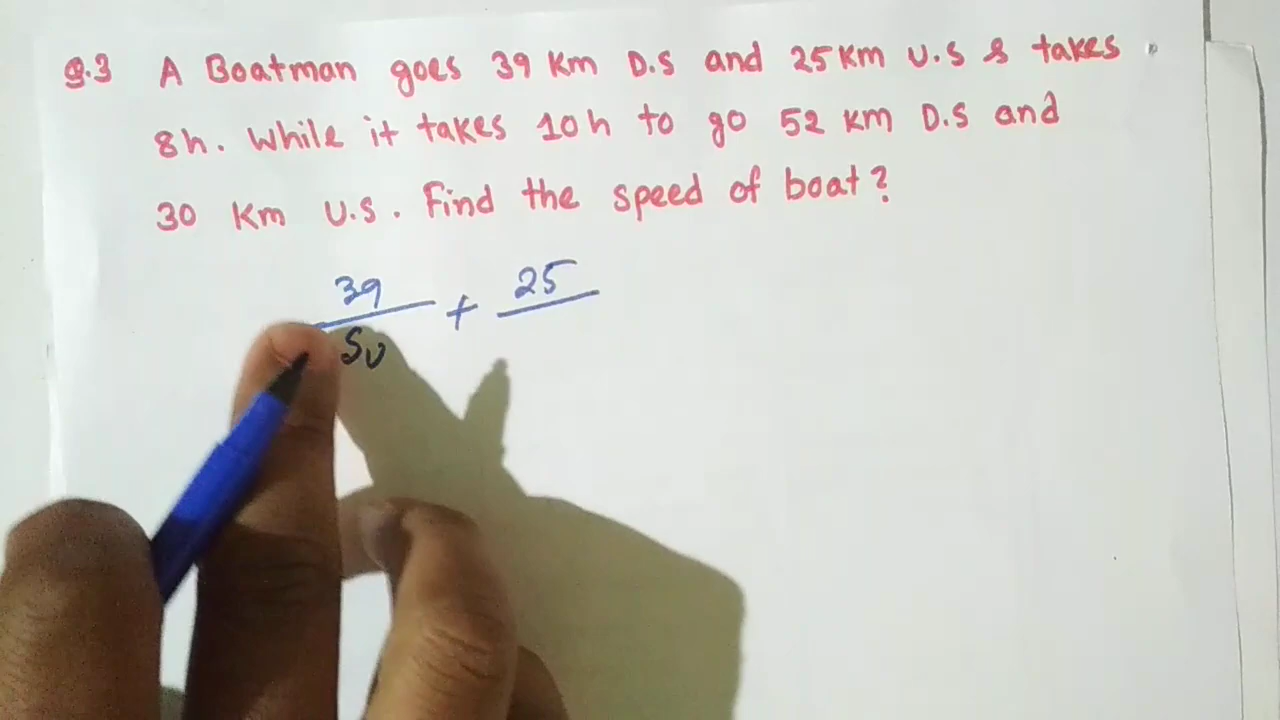 Q.3 A Boatman goes 39 Km D.S and 25 Km U.S & takes
8h. While it takes 10h to go 52 Km D.S and
30 Km U.S. Find the speed of boat?
39 + 25
SU